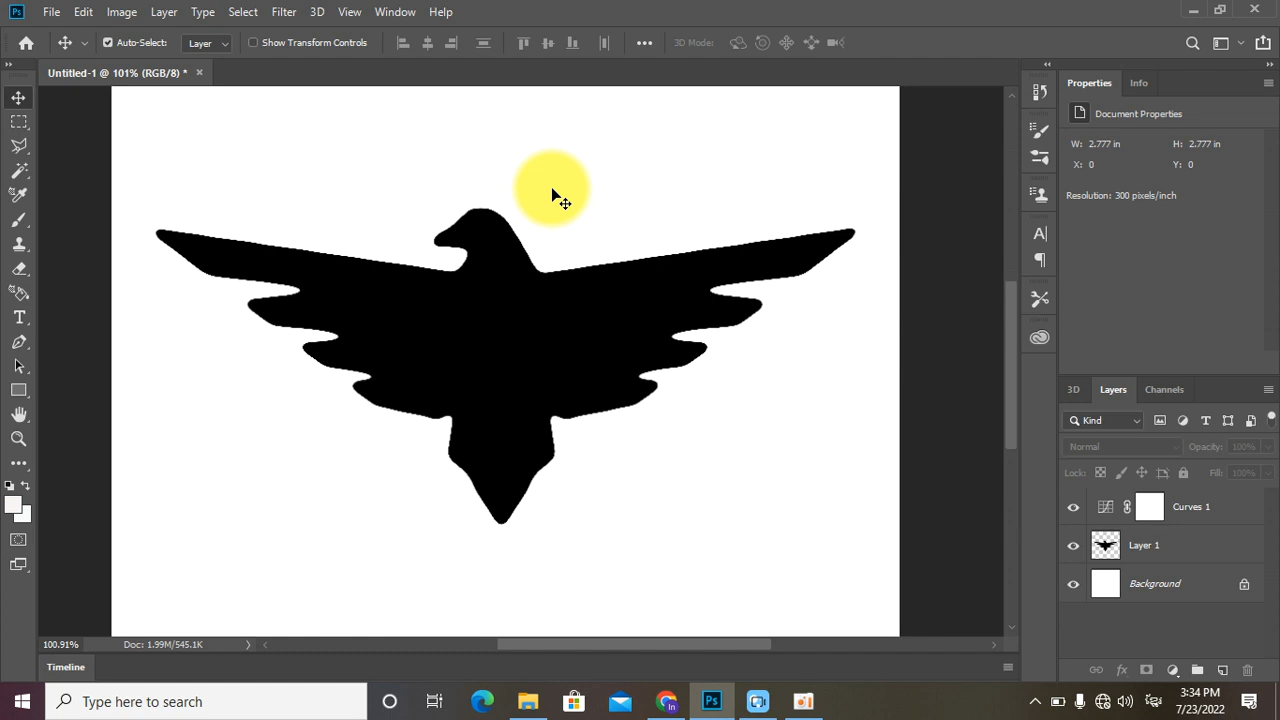 Ps File Edit Image Layer Type Select Filter 3D View Window Help
Auto-Select: Layer Show Transform Controls 3D Mode:
Untitled-1 @ 101% (RGB/8) *
Properties Info
Document Properties
W: 2.777 in H: 2.777 in
X: 0 Y: 0
Resolution: 300 pixels/inch
3D Layers Channels
Kind
Normal Opacity: 100%
Lock: Fill: 100%
Curves 1
Layer 1
Background
100.91% Doc: 1.99M/545.1K
Timeline
Type here to search
3:34 PM
7/23/2022